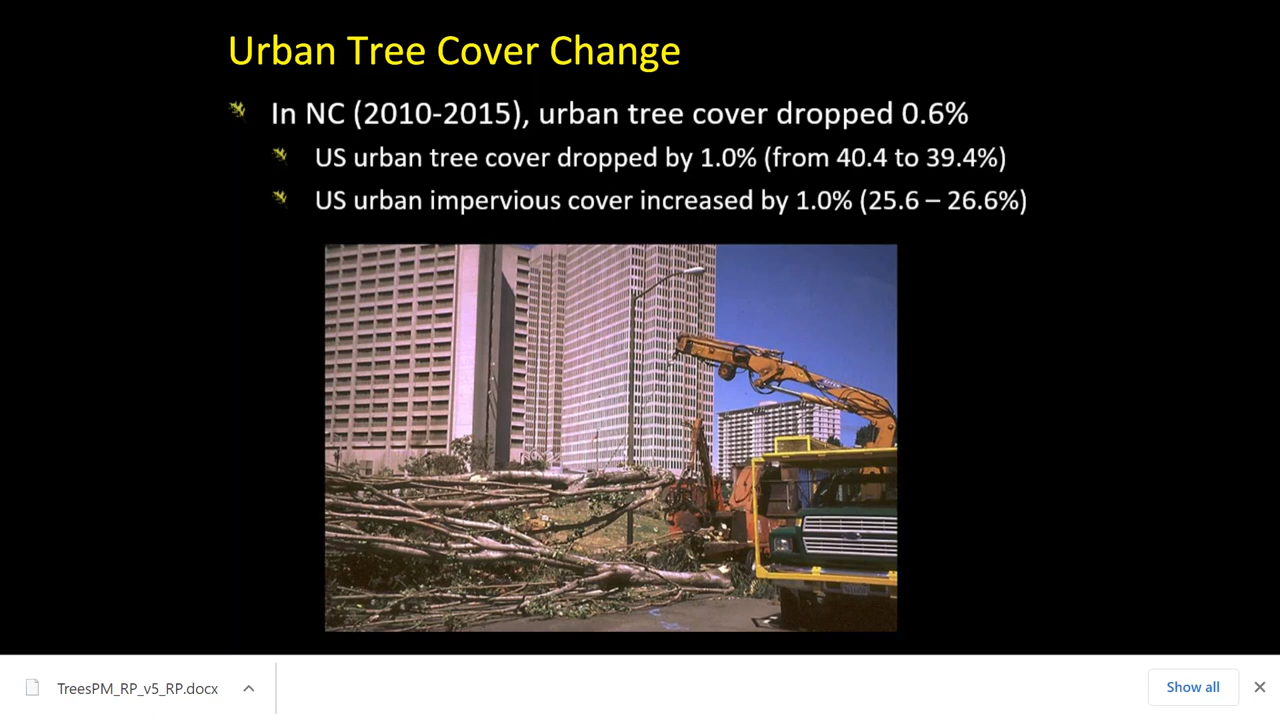 Urban Tree Cover Change
In NC (2010-2015), urban tree cover dropped 0.6%
US urban tree cover dropped by 1.0% (from 40.4 to 39.4%)
US urban impervious cover increased by 1.0% (25.6 – 26.6%)
TreesPM_RP_v5_RP.docx
Show all